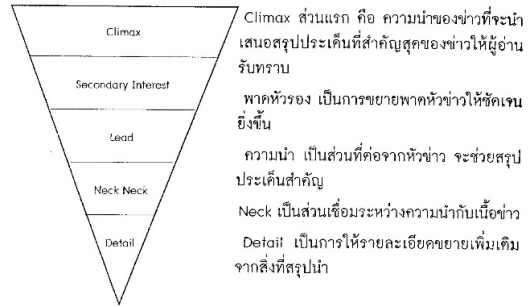 Climax
Secondary Interest
Lead
Neck Neck
Detail
Climax ส่วนแรก คือ ความนำของข่าวที่จะนำ
เสนอสรุปประเด็นที่สำคัญสุดของข่าวให้ผู้อ่าน
รับทราบ
พาดหัวรอง เป็นการขยายพาดหัวข่าวให้ชัดเจน
ยิ่งขึ้น
ความนำ เป็นส่วนที่ต่อจากหัวข่าว จะช่วยสรุป
ประเด็นสำคัญ
Neck เป็นส่วนเชื่อมระหว่างความนำกับเนื้อข่าว
Detail เป็นการให้รายละเอียดขยายเพิ่มเติม
จากสิ่งที่สรุปนำ